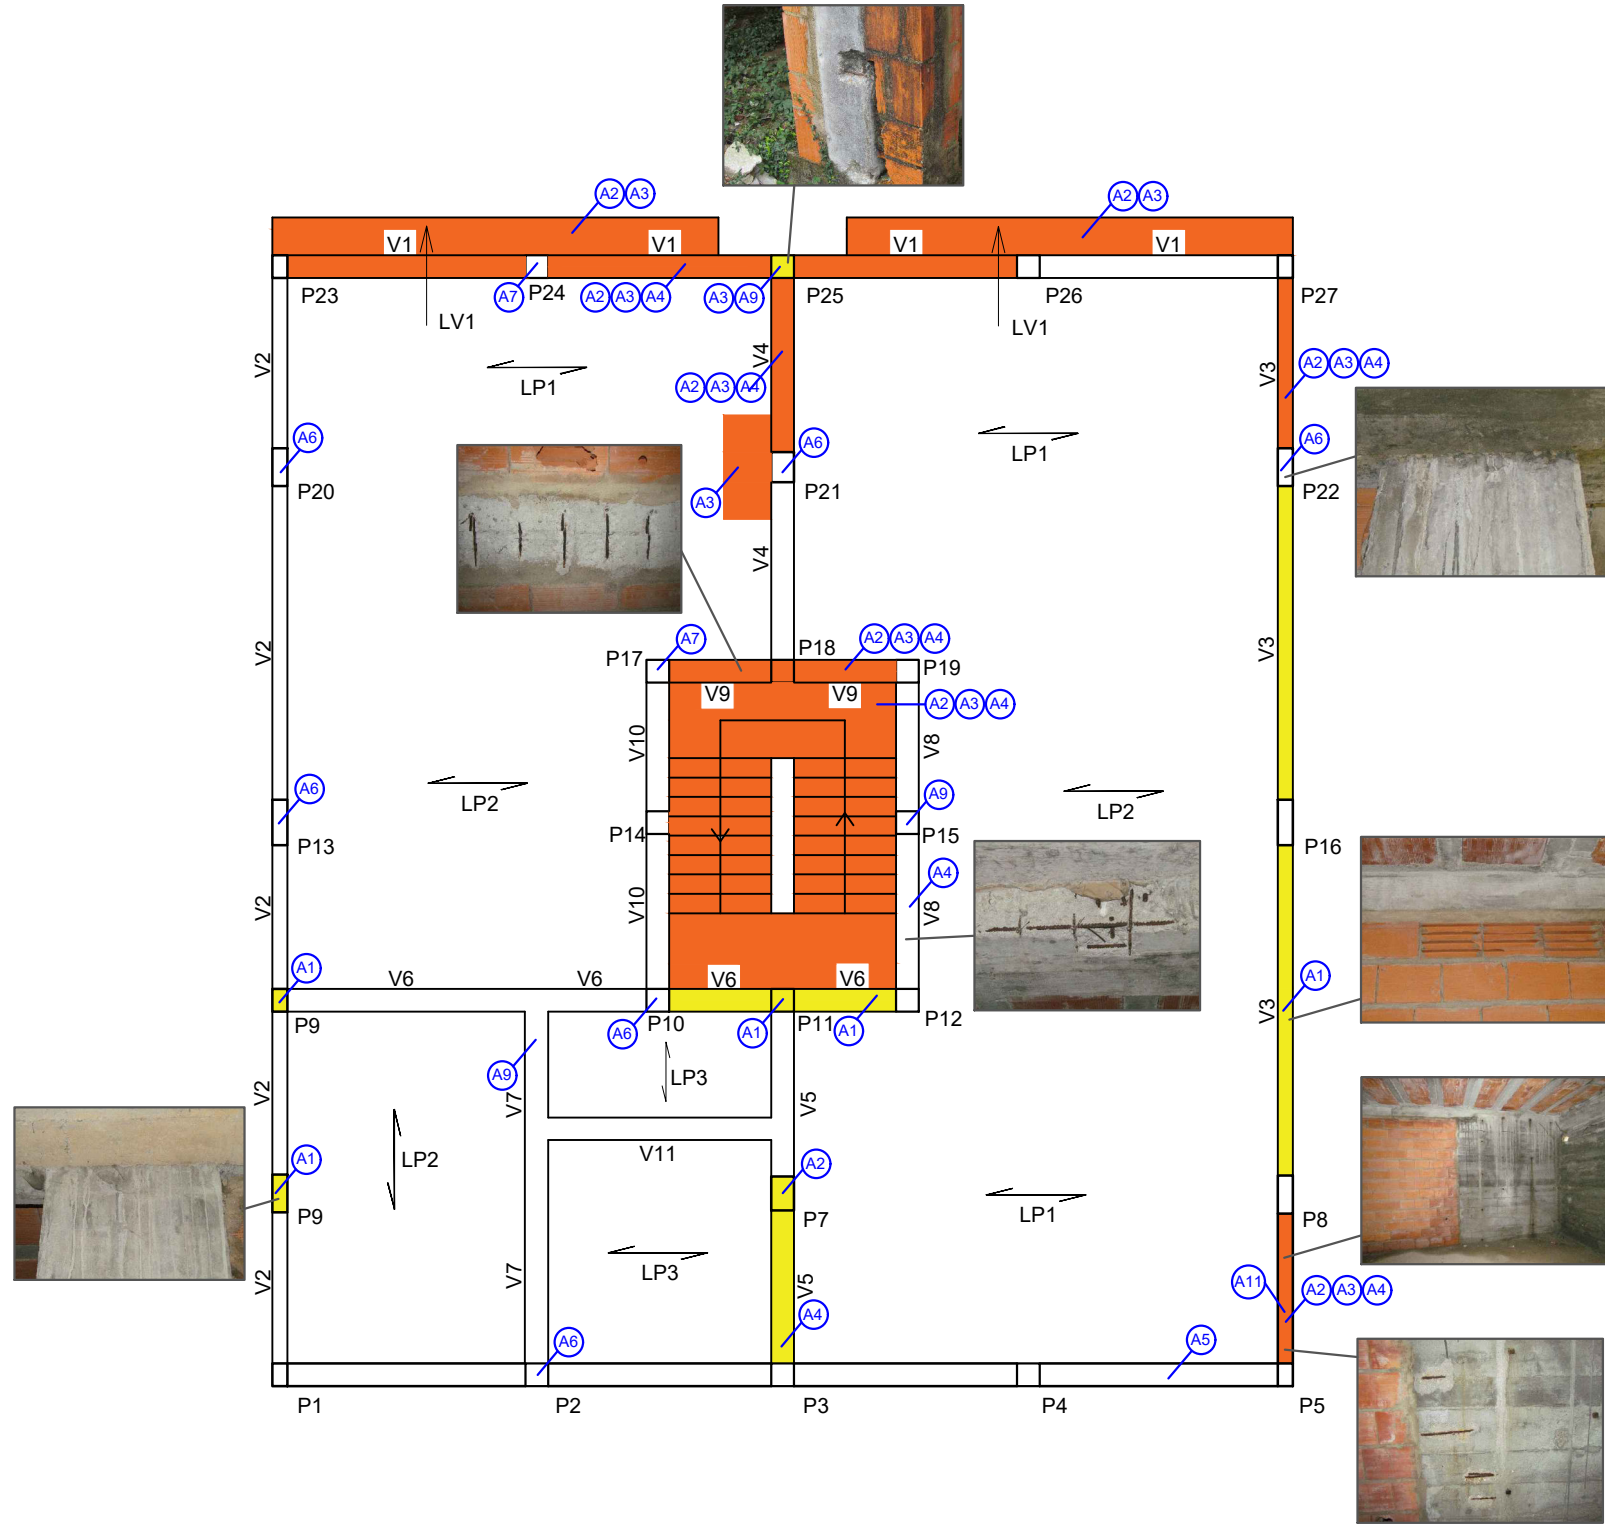 A2 A3
A2 A3
V1 V1 V1 V1
P23 A7 P24 A2 A3 A4 A3 A9 P25 P26 P27
LV1 LV1
V2 LP1 A2 A3 A4 V4 V3 A2 A3 A4
A6 A6 LP1 A6
P20 A3 P21 P22
V4
V2 P17 A7 P18 A2 A3 A4 P19 V3
V9 V9 A2 A3 A4
V10 V8
A6 LP2 A9 LP2
P13 P14 P15 P16
A4
V2 V10 V8
A1 V6 V6 V6 V6 A1
P9 A6 P10 A1 P11 A1 P12 V3
A9 LP3
V2 V7 V5
A1 LP2 V11 A2
P9 P7 LP1 P8
V2 V7 LP3 V5 A11 A2 A3 A4
A6 A4 A5
P1 P2 P3 P4 P5